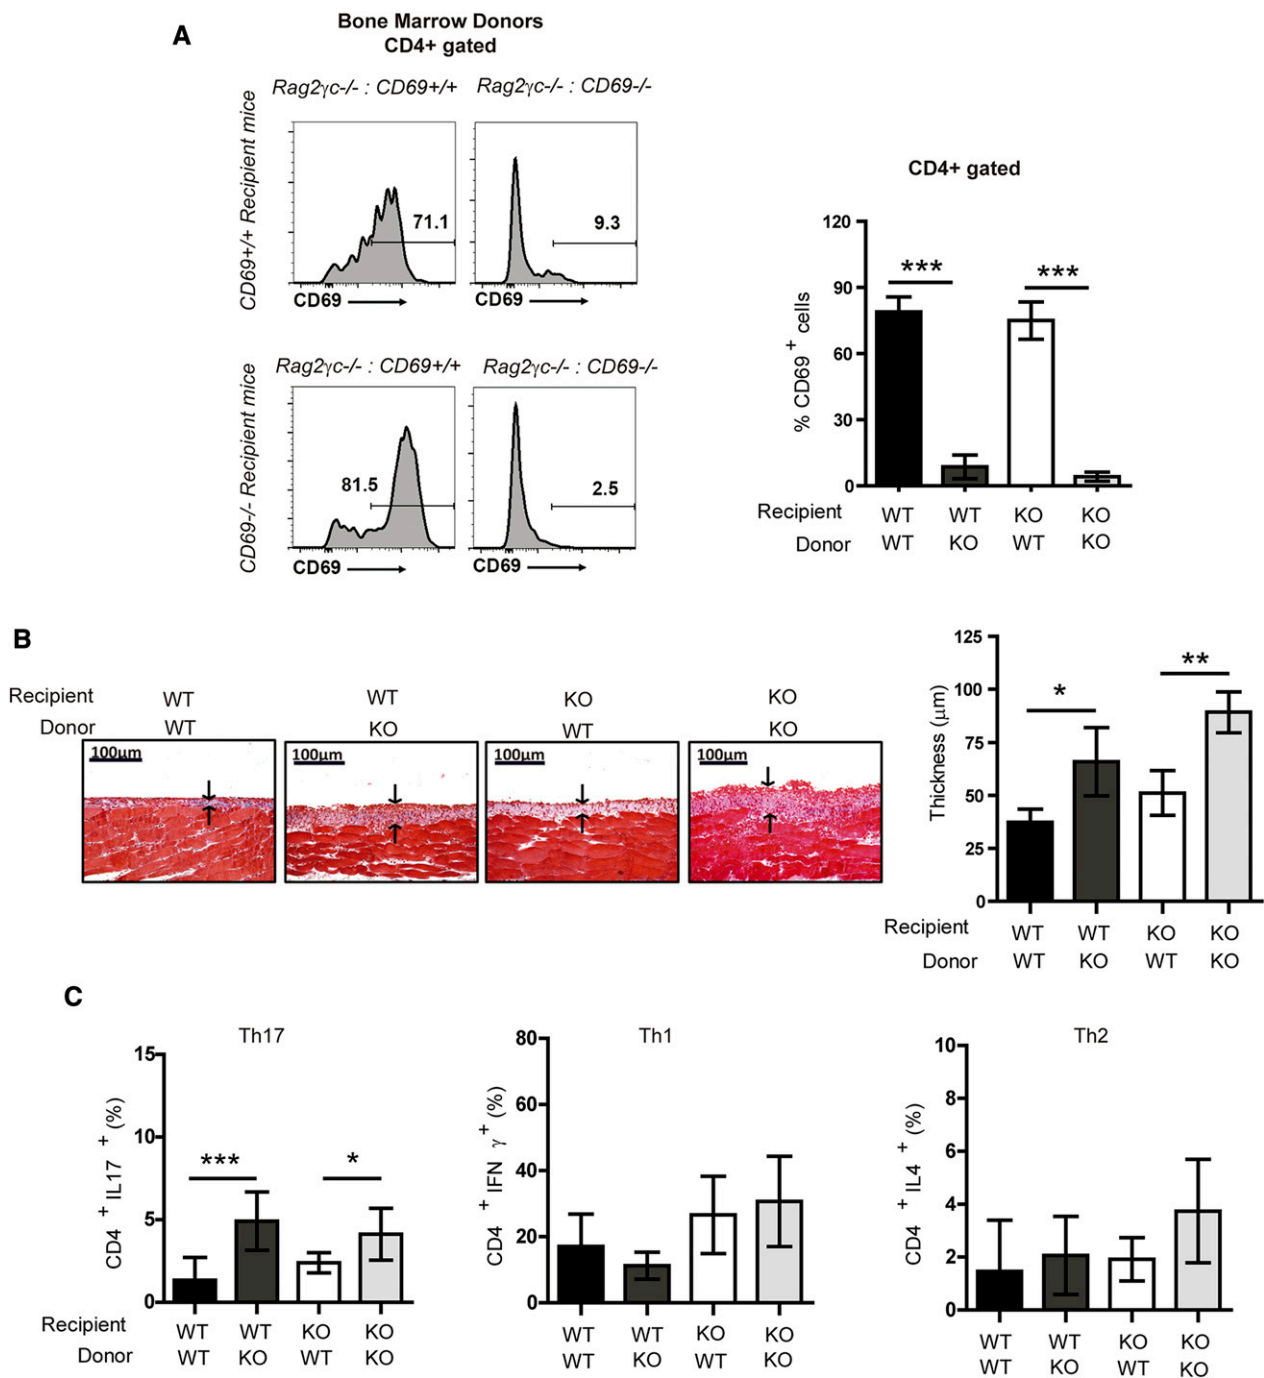 A
Bone Marrow Donors
CD4+ gated
Rag2γc-/- : CD69+/+ Rag2γc-/- : CD69-/-
CD69+/+ Recipient mice
71.1
9.3
CD69
CD69
Rag2γc-/- : CD69+/+ Rag2γc-/- : CD69-/-
CD69-/- Recipient mice
81.5
2.5
CD69
CD69
CD4+ gated
% CD69+ cells
120
90
60
30
0
*** ***
Recipient WT WT KO KO
Donor WT KO WT KO
B
Recipient WT WT KO KO
Donor WT KO WT KO
100μm 100μm 100μm 100μm
Thickness (μm)
125
100
75
50
25
0
* **
Recipient WT WT KO KO
Donor WT KO WT KO
C
Th17
CD4+IL17+ (%)
15
10
5
0
*** *
Recipient WT WT KO KO
Donor WT KO WT KO
Th1
CD4+IFNγ+ (%)
80
60
40
20
0
WT WT KO KO
WT KO WT KO
Th2
CD4+IL4+ (%)
10
8
6
4
2
0
WT WT KO KO
WT KO WT KO